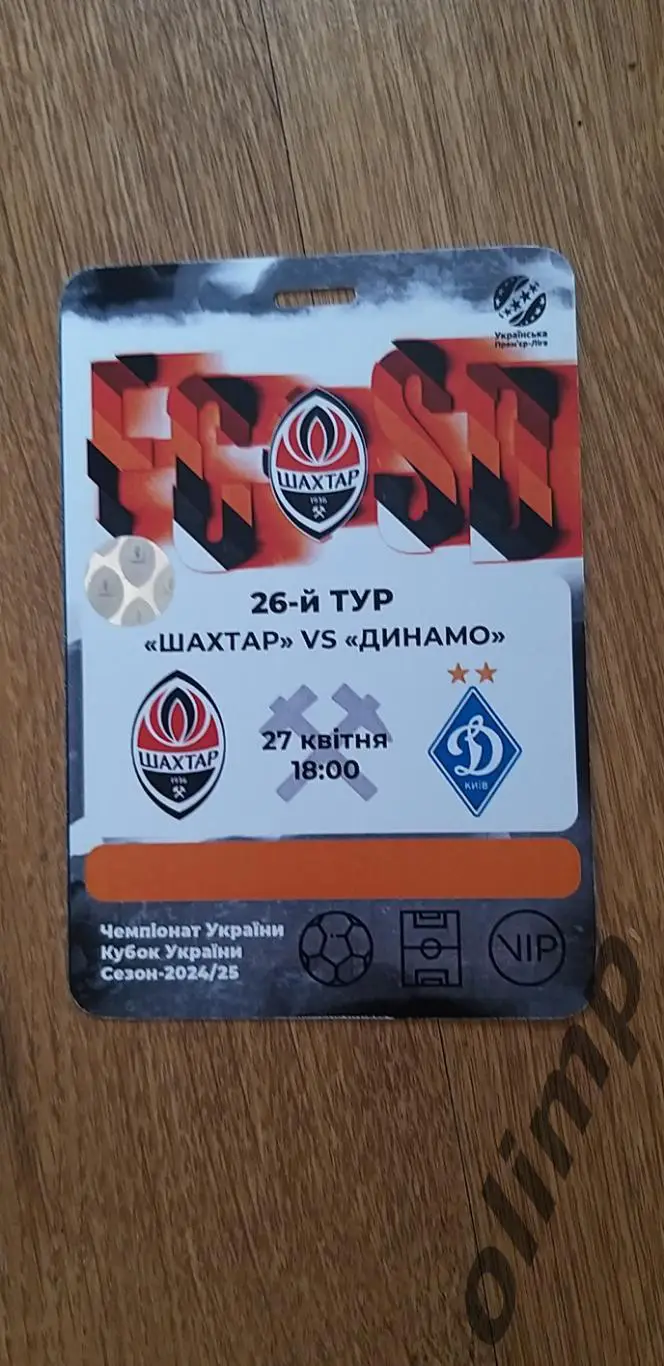 Українська
Прем'єр-Ліга
FCSD
ШАХТАР
1936
26-й ТУР
«ШАХТАР» VS «ДИНАМО»
ШАХТАР
1936
27 квітня
18:00
Д
КИЇВ
Чемпіонат України
Кубок України
Сезон-2024/25
VIP
olimp